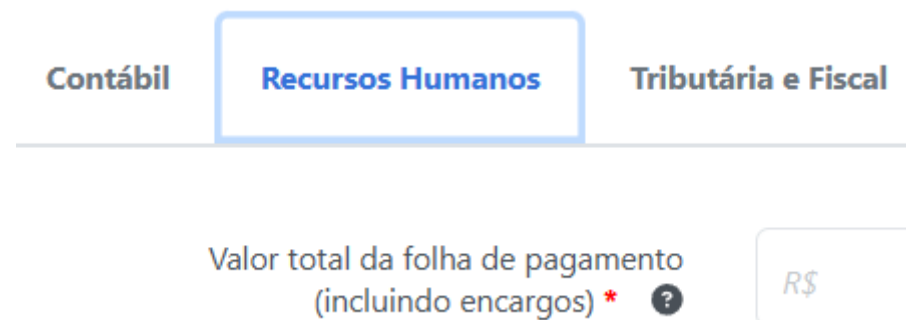 Contábil Recursos Humanos Tributária e Fiscal
Valor total da folha de pagamento
(incluindo encargos) * ?
R$